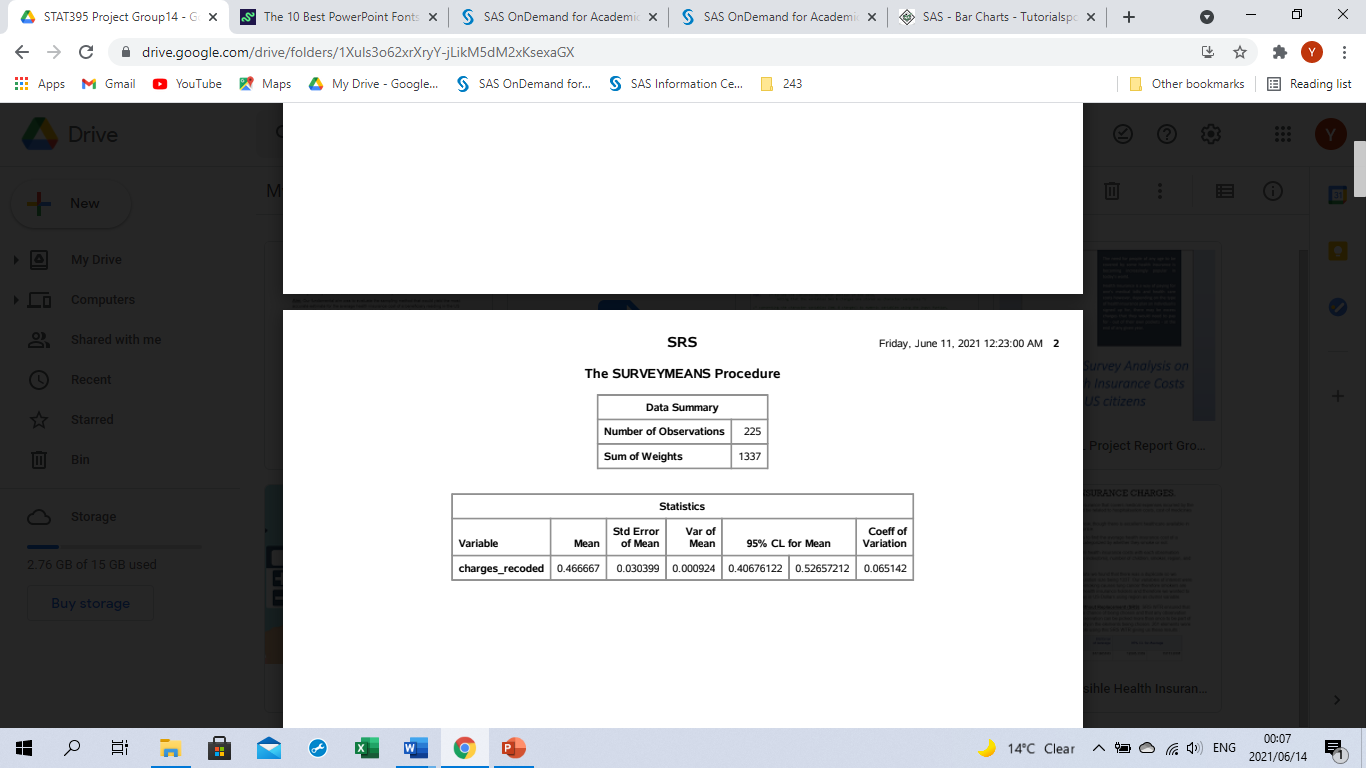 STAT395 Project Group14 - G
The 10 Best PowerPoint Fonts
SAS OnDemand for Academic
SAS OnDemand for Academic
SAS - Bar Charts - Tutorialspo
drive.google.com/drive/folders/
Apps
Gmail
YouTube
Maps
My Drive - Google...
SAS OnDemand for...
SAS Information Ce...
243
Other bookmarks
Reading list
Drive
Y
New
My Drive
Computers
Shared with me
Recent
Starred
Bin
Storage
2.76 GB of 15 GB used
Buy storage
SRS
Friday, June 11, 2021 12:23:00 AM 2
The SURVEYMEANS Procedure
Data Summary
Number of Observations 225
Sum of Weights 1337
Statistics
Variable Mean Std Error of Mean Var of Mean 95% CL for Mean Coeff of Variation
charges_recoded 0.466667 0.030399 0.000924 0.40676122 0.52657212 0.065142
Survey Analysis on
h Insurance Costs
US citizens
. Project Report Gro...
SURANCE CHARGES
sible Health Insuran...
14°C Clear
ENG
00:07
2021/06/14
1